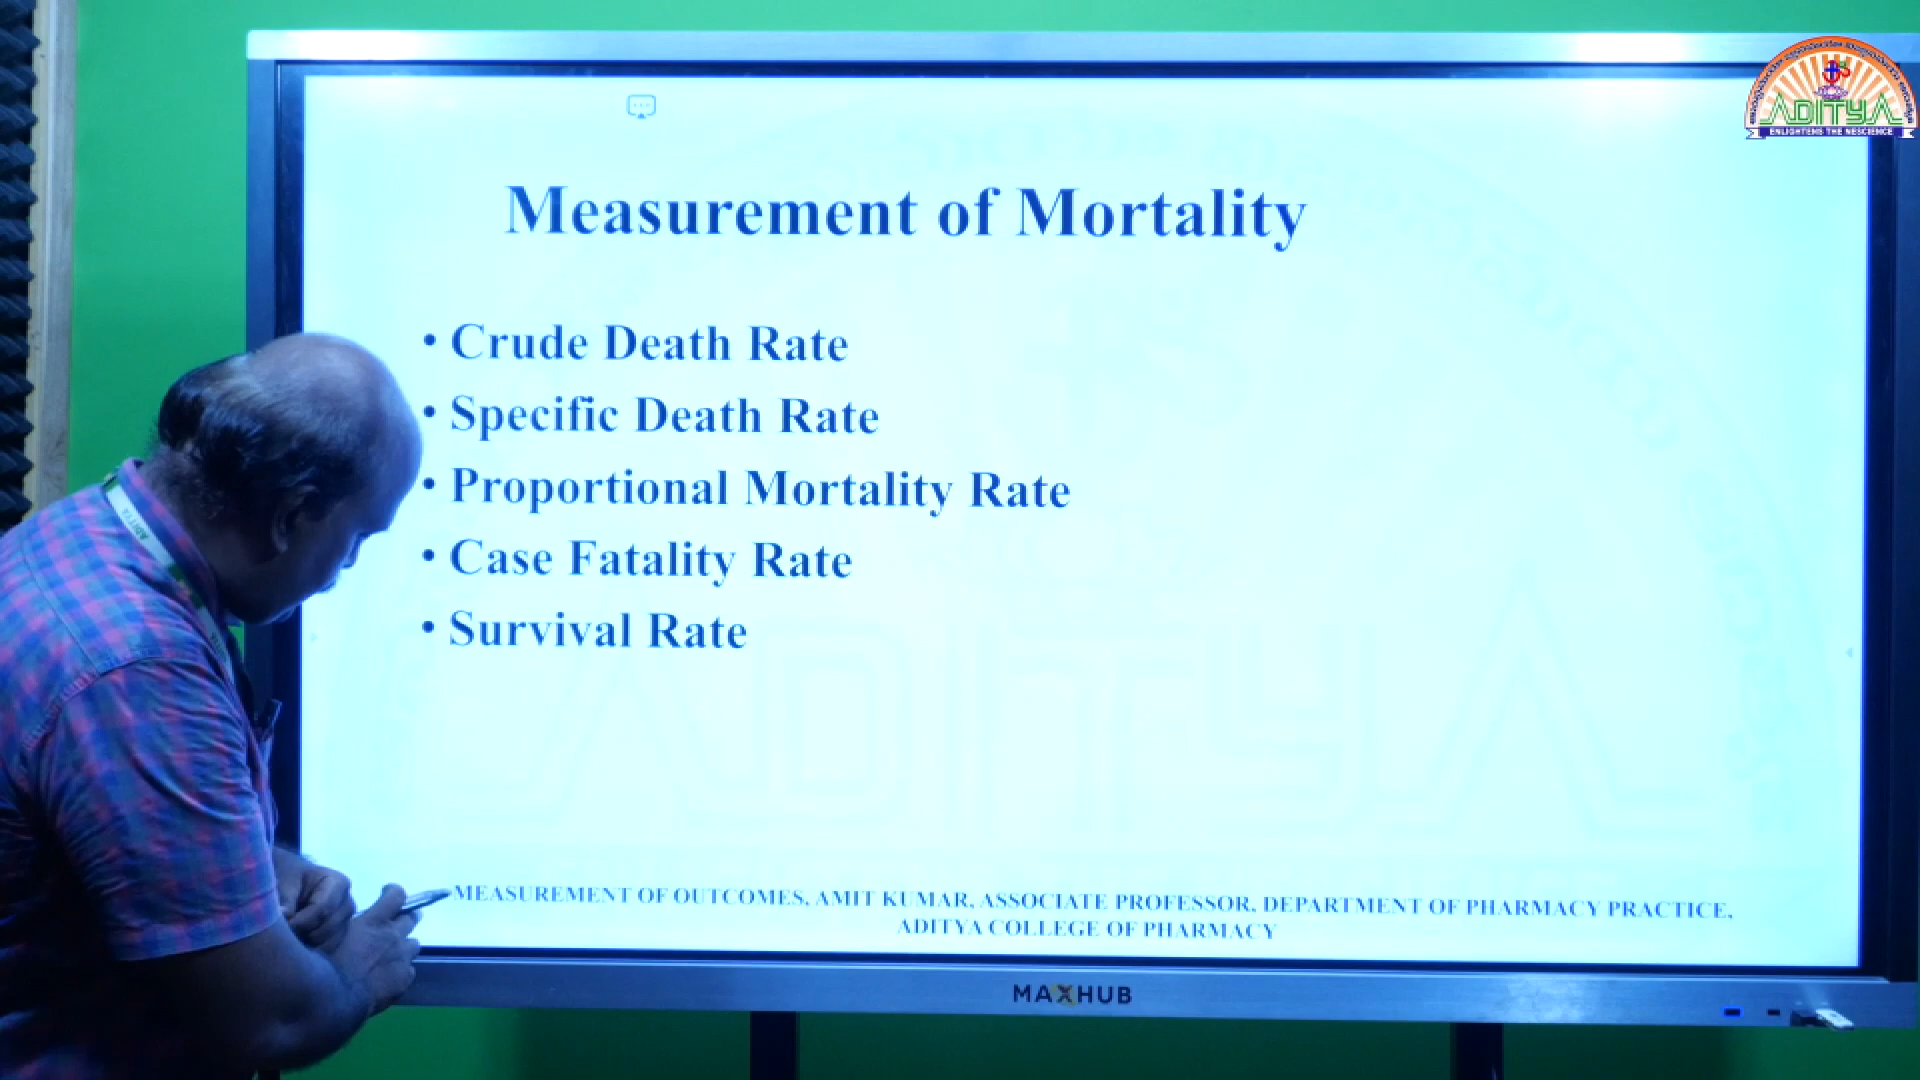 ADITYA
ENLIGHTENS THE NESCIENCE
Measurement of Mortality
• Crude Death Rate
• Specific Death Rate
• Proportional Mortality Rate
• Case Fatality Rate
• Survival Rate
MEASUREMENT OF OUTCOMES, AMIT KUMAR, ASSOCIATE PROFESSOR, DEPARTMENT OF PHARMACY PRACTICE,
ADITYA COLLEGE OF PHARMACY
MAXHUB
ADITYA